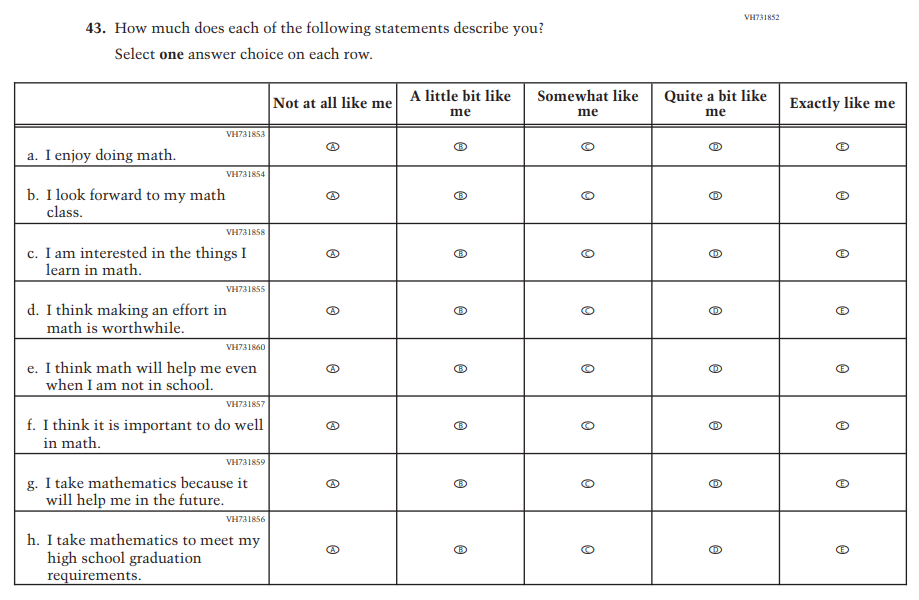 VH731852
43. How much does each of the following statements describe you?
Select one answer choice on each row.
Not at all like me
A little bit like
me
Somewhat like
me
Quite a bit like
me
Exactly like me
VH731853
a. I enjoy doing math.
A B C D E
VH731854
b. I look forward to my math
class.
A B C D E
VH731858
c. I am interested in the things I
learn in math.
A B C D E
VH731855
d. I think making an effort in
math is worthwhile.
A B C D E
VH731860
e. I think math will help me even
when I am not in school.
A B C D E
VH731857
f. I think it is important to do well
in math.
A B C D E
VH731859
g. I take mathematics because it
will help me in the future.
A B C D E
VH731856
h. I take mathematics to meet my
high school graduation
requirements.
A B C D E